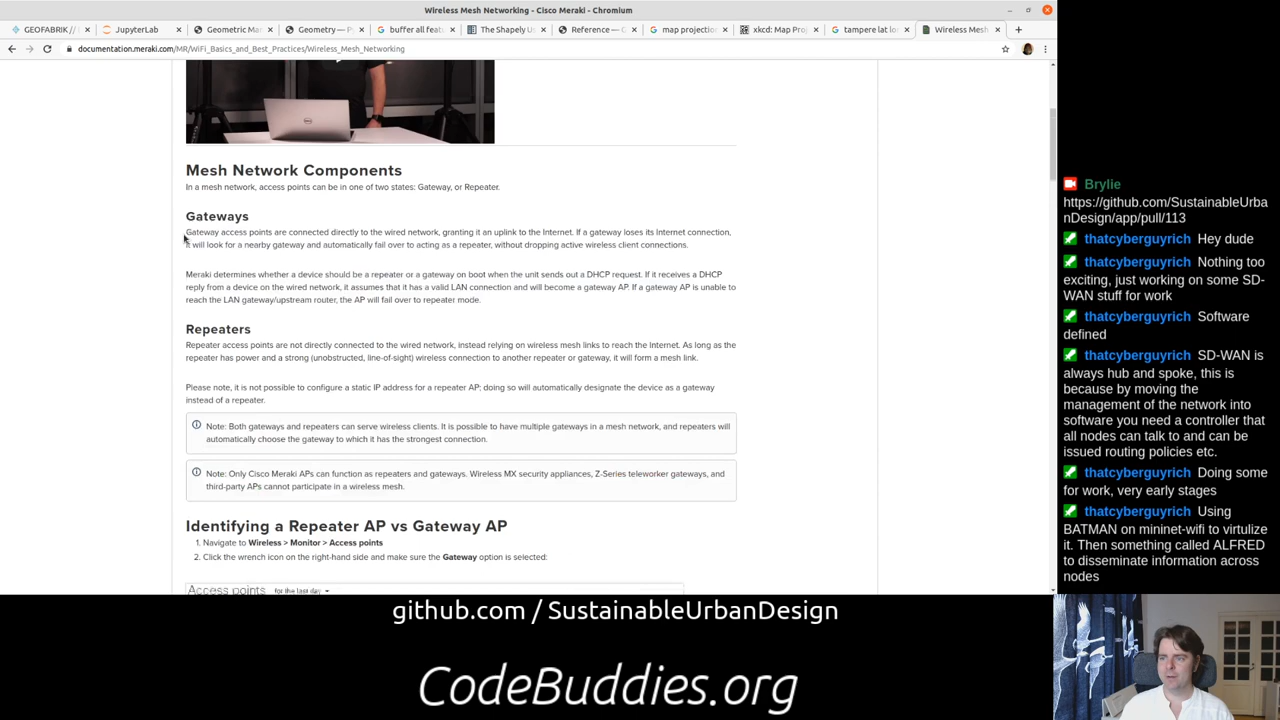 Wireless Mesh Networking - Cisco Meraki - Chromium
GEOFABRIK //
JupyterLab
Geometric Ma
Geometry — P
buffer all feat
The Shapely U
Reference — G
map projectio
xkcd: Map Pro
tampere lat lo
Wireless Mesh
documentation.meraki.com/MR/WiFi_Basics_and_Best_Practices/Wireless_Mesh_Networking
Mesh Network Components
In a mesh network, access points can be in one of two states: Gateway, or Repeater.
Gateways
Gateway access points are connected directly to the wired network, granting it an uplink to the Internet. If a gateway loses its Internet connection,
it will look for a nearby gateway and automatically fail over to acting as a repeater, without dropping active wireless client connections.
Meraki determines whether a device should be a repeater or a gateway on boot when the unit sends out a DHCP request. If it receives a DHCP
reply from a device on the wired network, it assumes that it has a valid LAN connection and will become a gateway AP. If a gateway AP is unable to
reach the LAN gateway/upstream router, the AP will fail over to repeater mode.
Repeaters
Repeater access points are not directly connected to the wired network, instead relying on wireless mesh links to reach the Internet. As long as the
repeater has power and a strong (unobstructed, line-of-sight) wireless connection to another repeater or gateway, it will form a mesh link.
Please note, it is not possible to configure a static IP address for a repeater AP: doing so will automatically designate the device as a gateway
instead of a repeater.
Note: Both gateways and repeaters can serve wireless clients. It is possible to have multiple gateways in a mesh network, and repeaters will
automatically choose the gateway to which it has the strongest connection.
Note: Only Cisco Meraki APs can function as repeaters and gateways. Wireless MX security appliances, Z-Series teleworker gateways, and
third-party APs cannot participate in a wireless mesh.
Identifying a Repeater AP vs Gateway AP
1. Navigate to Wireless > Monitor > Access points
2. Click the wrench icon on the right-hand side and make sure the Gateway option is selected:
Access points for the last day
Brylie
https://github.com/SustainableUrba
nDesign/app/pull/113
thatcyberguyrich Hey dude
thatcyberguyrich Nothing too
exciting, just working on some SD-
WAN stuff for work
thatcyberguyrich Software
defined
thatcyberguyrich SD-WAN is
always hub and spoke, this is
because by moving the
management of the network into
software you need a controller that
all nodes can talk to and can be
issued routing policies etc.
thatcyberguyrich Doing some
for work, very early stages
thatcyberguyrich Using
BATMAN on mininet-wifi to virtulize
it. Then something called ALFRED
to disseminate information across
nodes
github.com / SustainableUrbanDesign
CodeBuddies.org